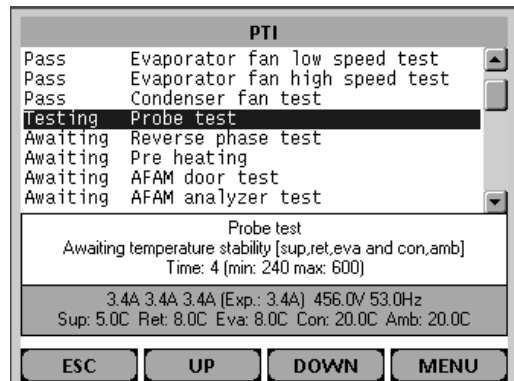 PTI
Pass Evaporator fan low speed test
Pass Evaporator fan high speed test
Pass Condenser fan test
Testing Probe test
Awaiting Reverse phase test
Awaiting Pre heating
Awaiting AFAM door test
Awaiting AFAM analyzer test
Probe test
Awaiting temperature stability [sup,ret,eva and con,amb]
Time: 4 (min: 240 max: 600)
3.4A 3.4A 3.4A (Exp.: 3.4A) 456.0V 53.0Hz
Sup: 5.0C Ret: 8.0C Eva: 8.0C Con: 20.0C Amb: 20.0C
ESC UP DOWN MENU